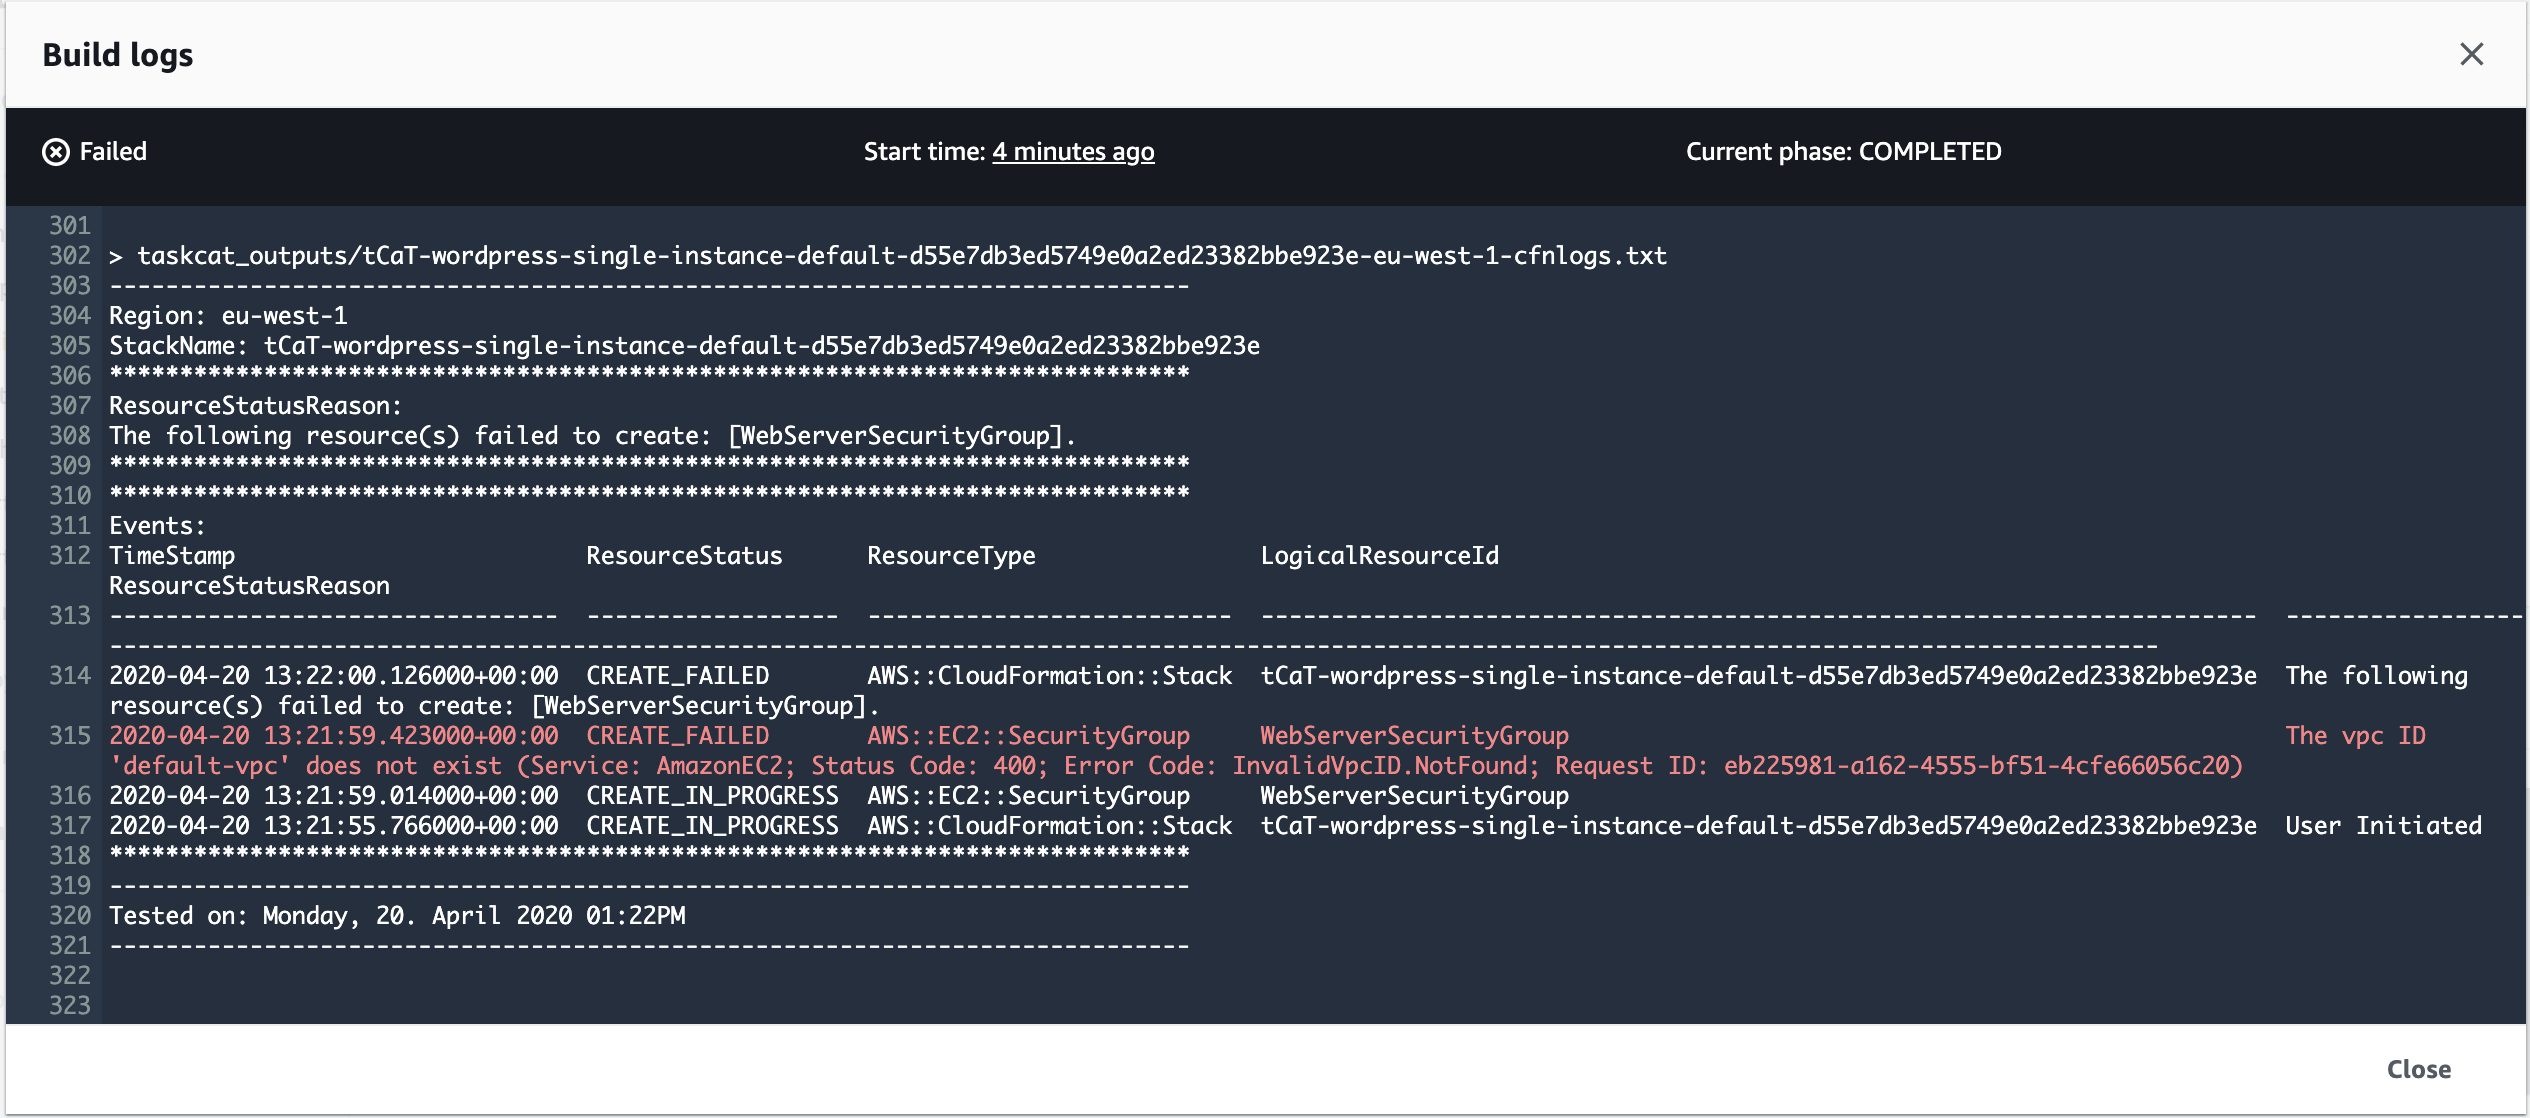 Build logs
Failed
Start time: 4 minutes ago
Current phase: COMPLETED
301
302 > taskcat_outputs/tCaT-wordpress-single-instance-default-d55e7db3ed5749e0a2ed23382bbe923e-eu-west-1-cfnlogs.txt
303 -----------------------------------------------------------------------------
304 Region: eu-west-1
305 StackName: tCaT-wordpress-single-instance-default-d55e7db3ed5749e0a2ed23382bbe923e
306 *****************************************************************************
307 ResourceStatusReason:
308 The following resource(s) failed to create: [WebServerSecurityGroup].
309 *****************************************************************************
310 *****************************************************************************
311 Events:
312 TimeStamp                         ResourceStatus      ResourceType                LogicalResourceId
ResourceStatusReason
313 --------------------------------  ------------------  --------------------------  -----------------------------------------------------------------------  -----------------
--------------------------------------------------------------------------------------------------------------------------------------------------
314 2020-04-20 13:22:00.126000+00:00  CREATE_FAILED       AWS::CloudFormation::Stack  tCaT-wordpress-single-instance-default-d55e7db3ed5749e0a2ed23382bbe923e  The following
resource(s) failed to create: [WebServerSecurityGroup].
315 2020-04-20 13:21:59.423000+00:00  CREATE_FAILED       AWS::EC2::SecurityGroup     WebServerSecurityGroup                                                   The vpc ID
'default-vpc' does not exist (Service: AmazonEC2; Status Code: 400; Error Code: InvalidVpcID.NotFound; Request ID: eb225981-a162-4555-bf51-4cfe66056c20)
316 2020-04-20 13:21:59.014000+00:00  CREATE_IN_PROGRESS  AWS::EC2::SecurityGroup     WebServerSecurityGroup
317 2020-04-20 13:21:55.766000+00:00  CREATE_IN_PROGRESS  AWS::CloudFormation::Stack  tCaT-wordpress-single-instance-default-d55e7db3ed5749e0a2ed23382bbe923e  User Initiated
318 *****************************************************************************
319 -----------------------------------------------------------------------------
320 Tested on: Monday, 20. April 2020 01:22PM
321 -----------------------------------------------------------------------------
322
323
Close